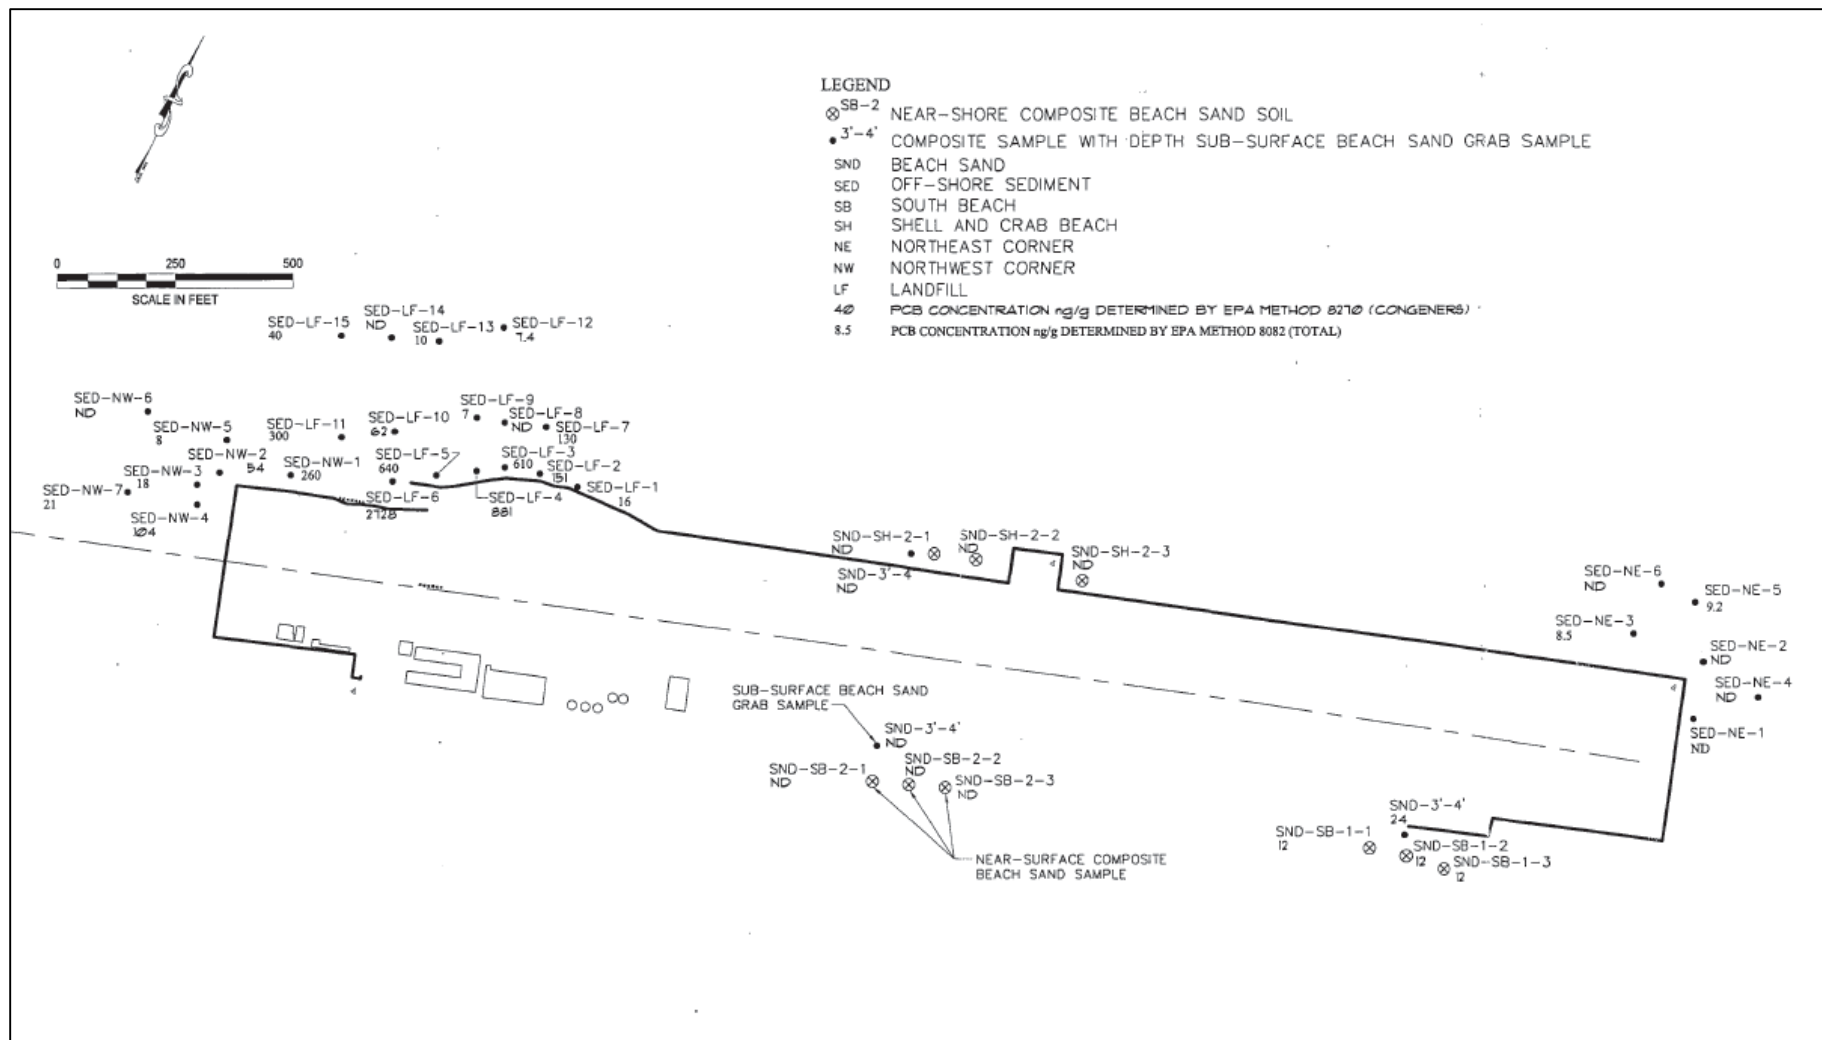 LEGEND
SB-2 NEAR-SHORE COMPOSITE BEACH SAND SOIL
3'-4' COMPOSITE SAMPLE WITH DEPTH SUB-SURFACE BEACH SAND GRAB SAMPLE
SND BEACH SAND
SED OFF-SHORE SEDIMENT
SB SOUTH BEACH
SH SHELL AND CRAB BEACH
NE NORTHEAST CORNER
NW NORTHWEST CORNER
LF LANDFILL
40 PCB CONCENTRATION ng/g DETERMINED BY EPA METHOD 8270 (CONGENERS)
8.5 PCB CONCENTRATION ng/g DETERMINED BY EPA METHOD 8082 (TOTAL)
0 250 500
SCALE IN FEET
SED-LF-15
40
SED-LF-14
ND
SED-LF-13
10
SED-LF-12
7.4
SED-NW-6
ND
SED-NW-5
8
SED-LF-11
300
SED-LF-10
62
SED-LF-9
7
SED-LF-8
ND
SED-LF-7
130
SED-NW-2
54
SED-NW-1
260
SED-LF-5
640
SED-LF-3
610
SED-LF-2
151
SED-NW-3
18
SED-NW-7
21
SED-NW-4
104
SED-LF-6
2728
SED-LF-4
881
SED-LF-1
16
SND-SH-2-1
ND
SND-3'-4
ND
SND-SH-2-2
ND
SND-SH-2-3
ND
SED-NE-6
ND
SED-NE-5
9.2
SED-NE-3
8.5
SED-NE-2
ND
SED-NE-4
ND
SED-NE-1
ND
SUB-SURFACE BEACH SAND
GRAB SAMPLE
SND-3'-4'
ND
SND-SB-2-1
ND
SND-SB-2-2
ND
SND-SB-2-3
ND
NEAR-SURFACE COMPOSITE
BEACH SAND SAMPLE
SND-3'-4'
24
SND-SB-1-1
12
SND-SB-1-2
12
SND-SB-1-3
12